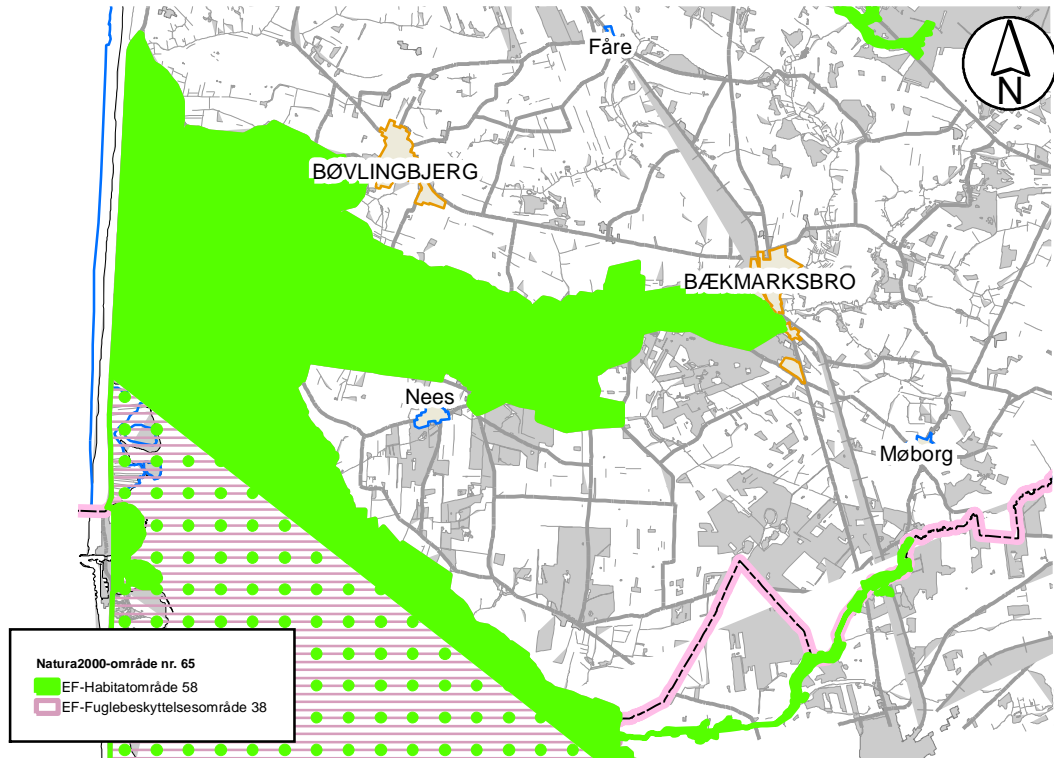 Fåre
N
BØVLINGBJERG
BÆKMARKSBRO
Nees
Møborg
Natura2000-område nr. 65
EF-Habitatområde 58
EF-Fuglebeskyttelsesområde 38